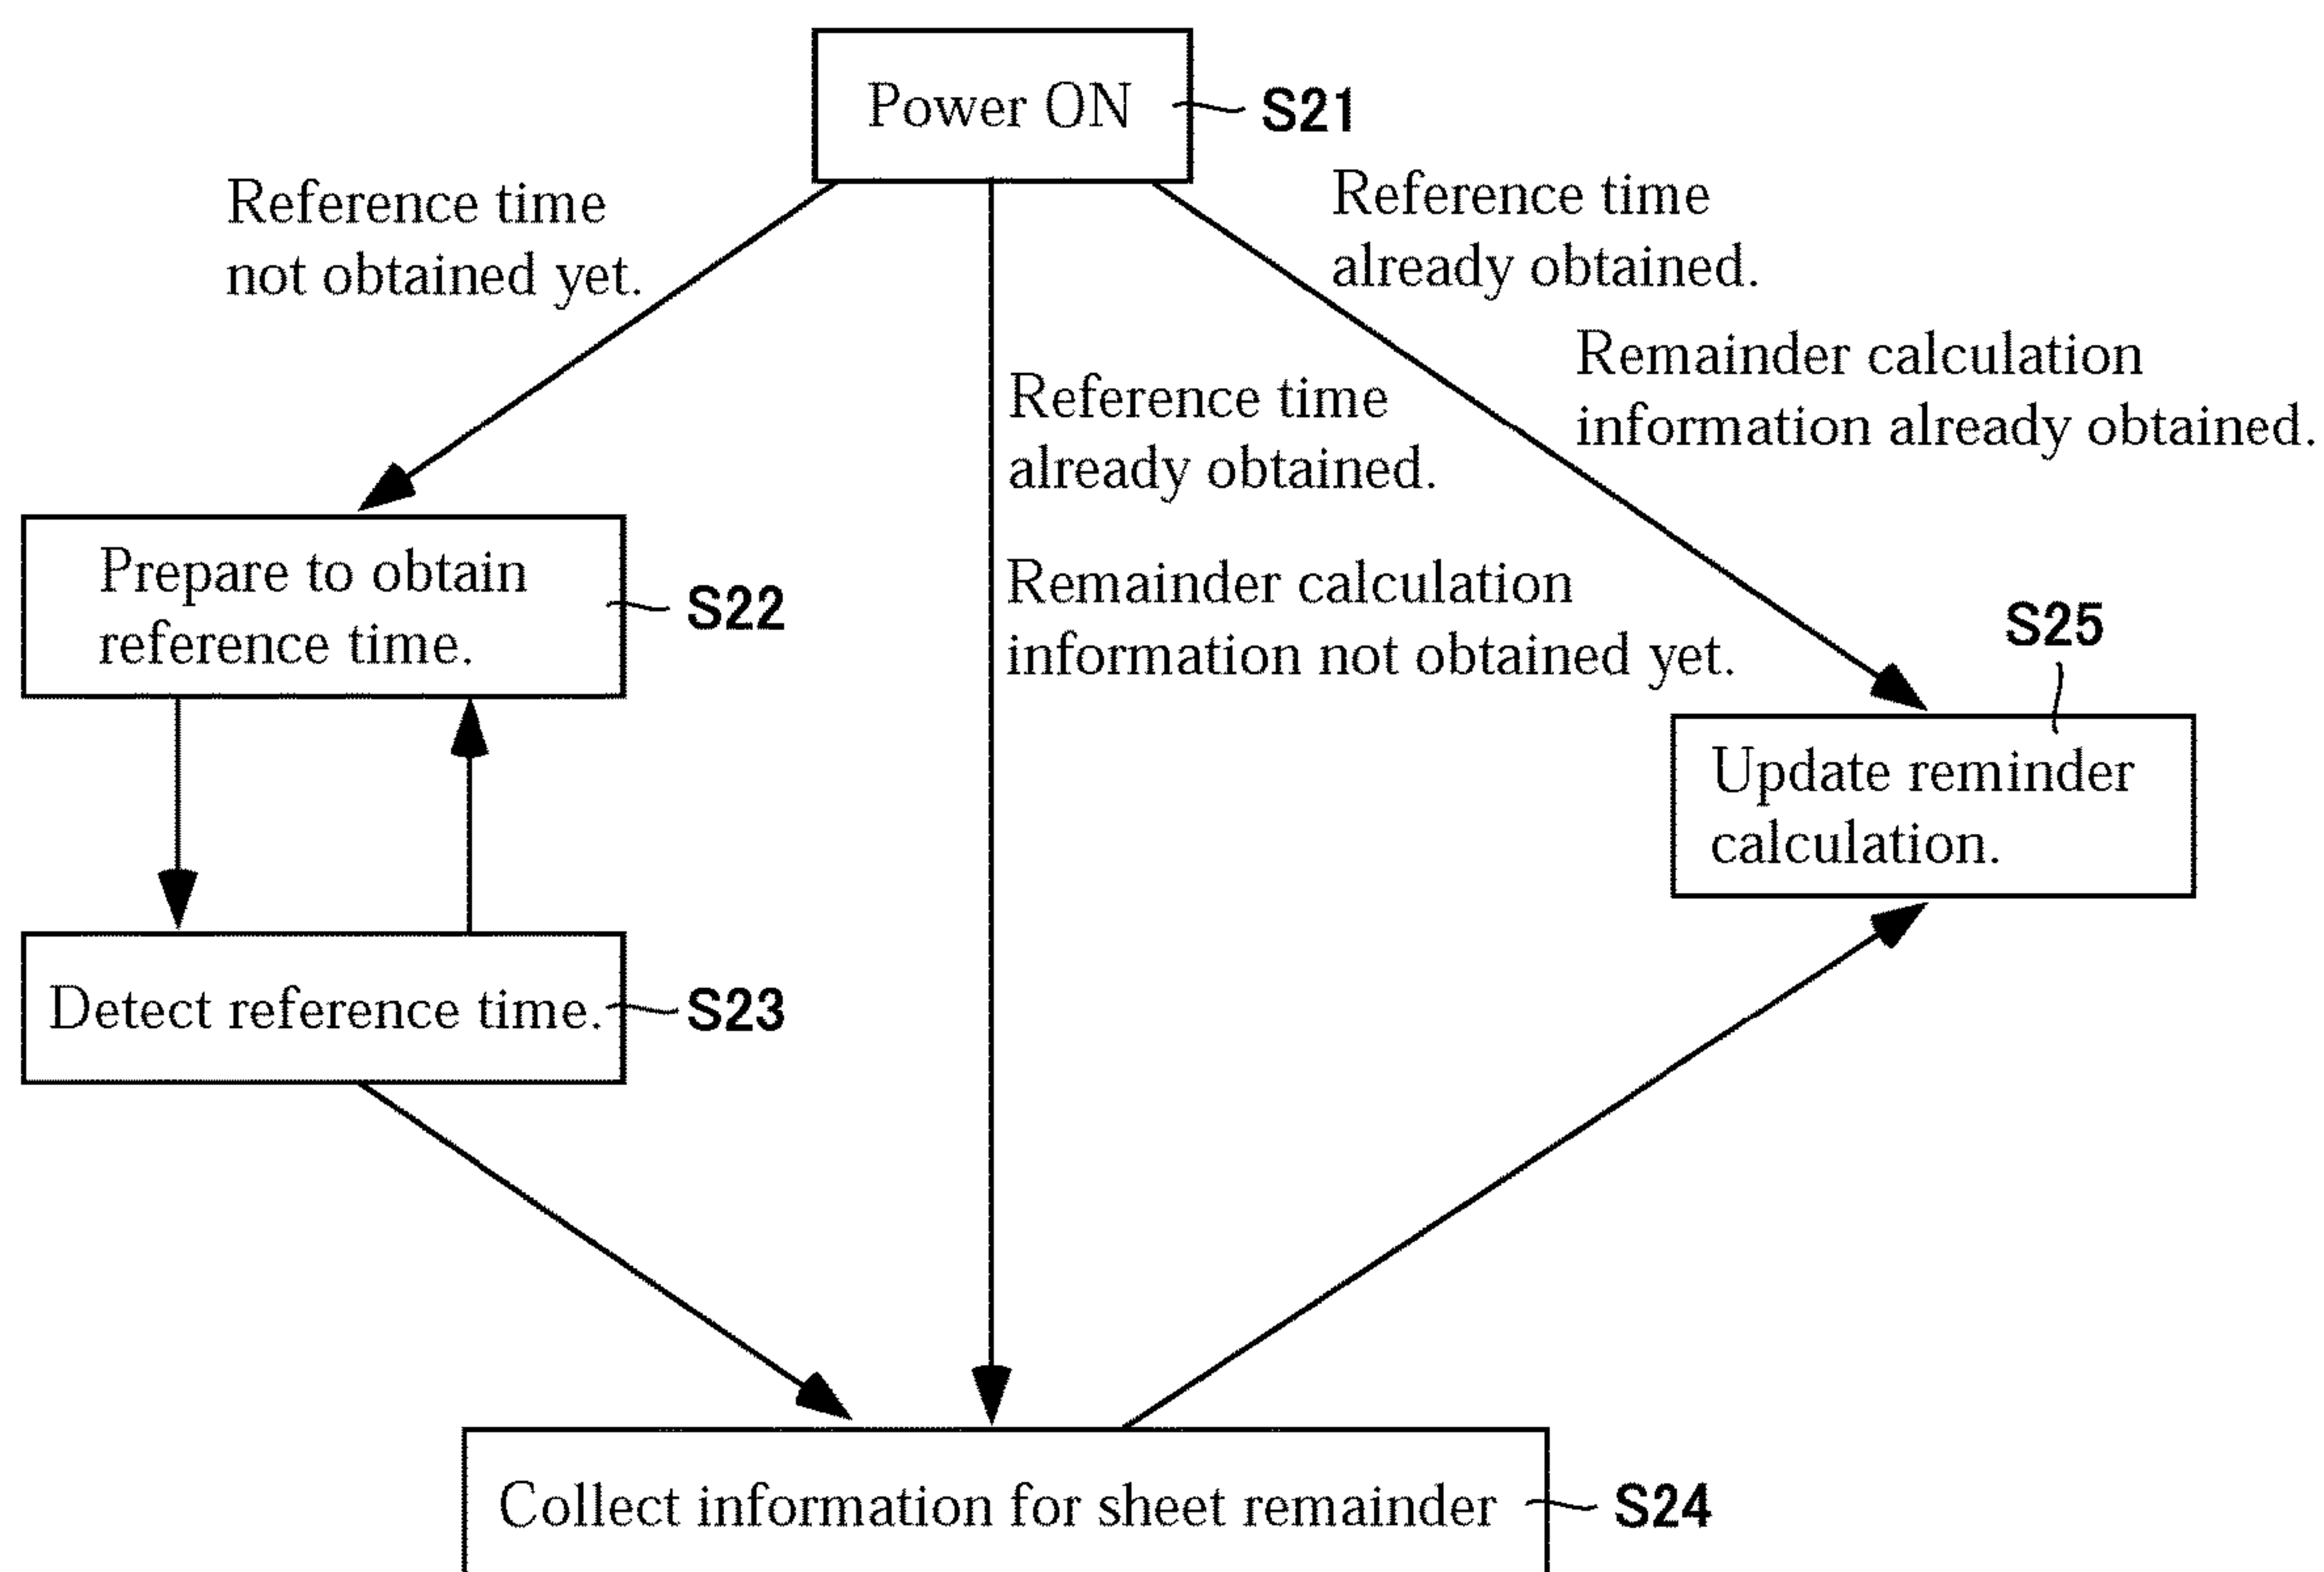 Power ON
S21
Reference time
not obtained yet.
Reference time
already obtained.
Remainder calculation
information already obtained.
Reference time
already obtained.
Remainder calculation
information not obtained yet.
Prepare to obtain
reference time.
S22
S25
Update reminder
calculation.
Detect reference time.
S23
Collect information for sheet remainder
S24